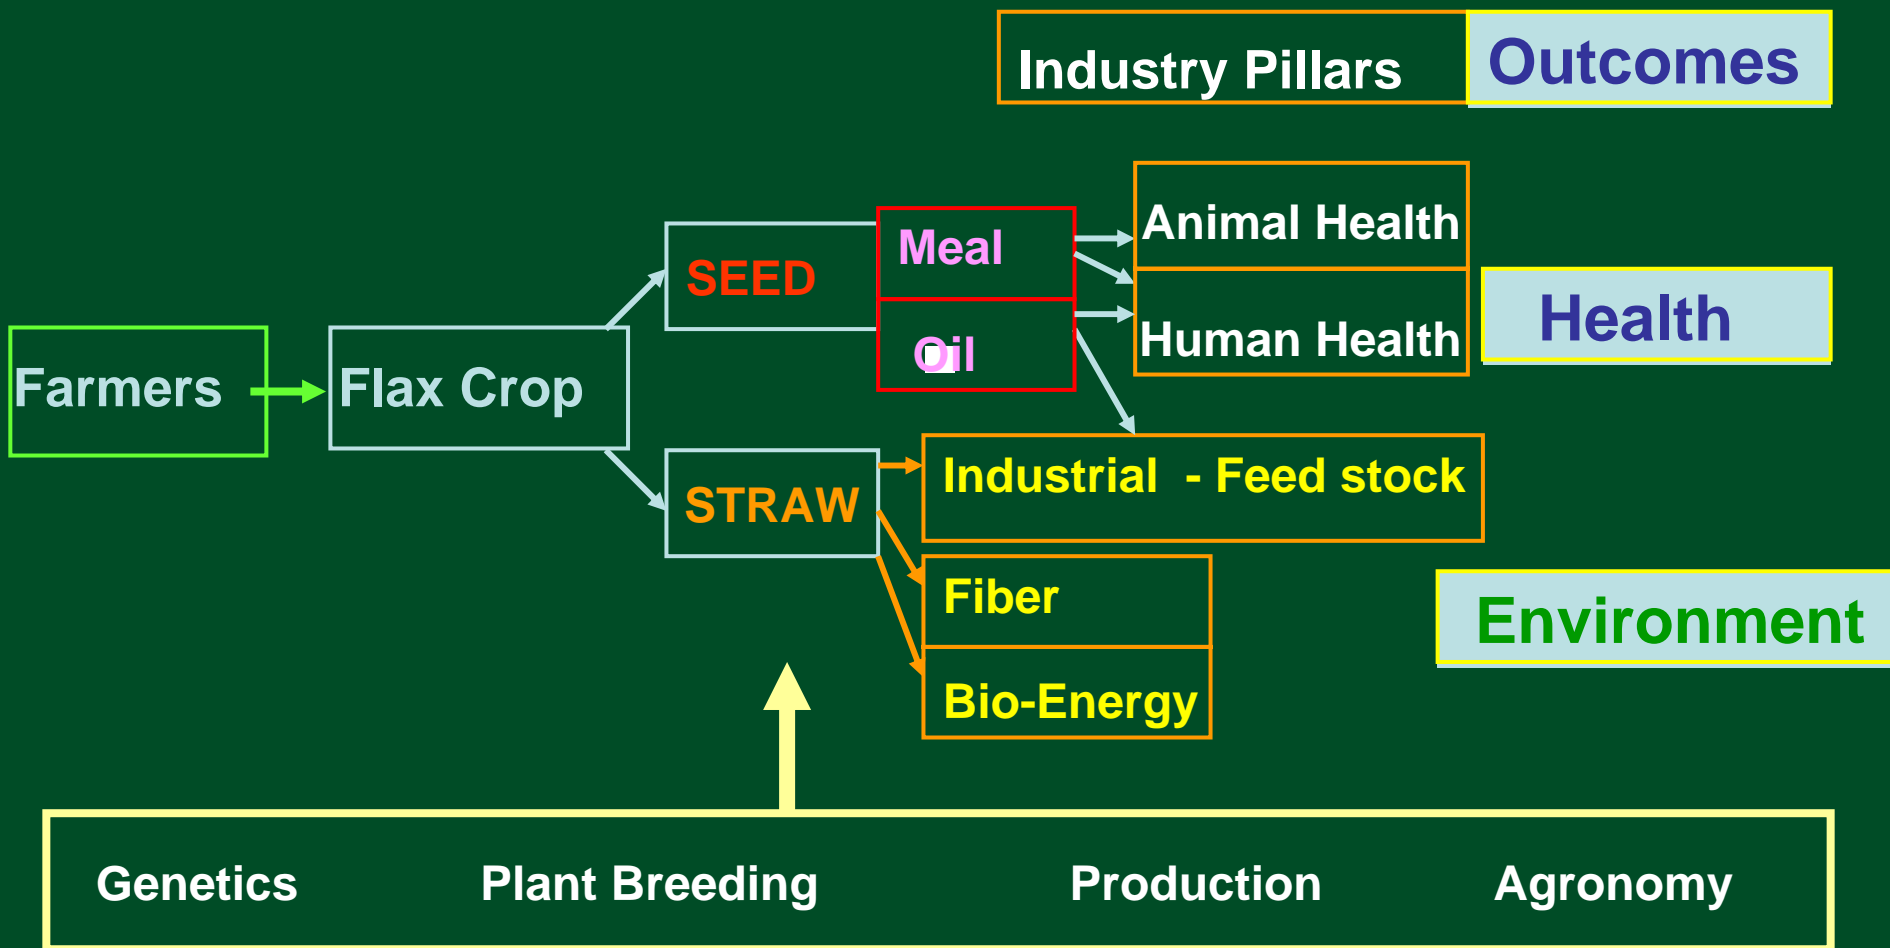 Industry Pillars
Outcomes
Animal Health
Meal
SEED
Human Health
Health
Oil
Farmers
Flax Crop
Industrial - Feed stock
STRAW
Fiber
Environment
Bio-Energy
Genetics
Plant Breeding
Production
Agronomy